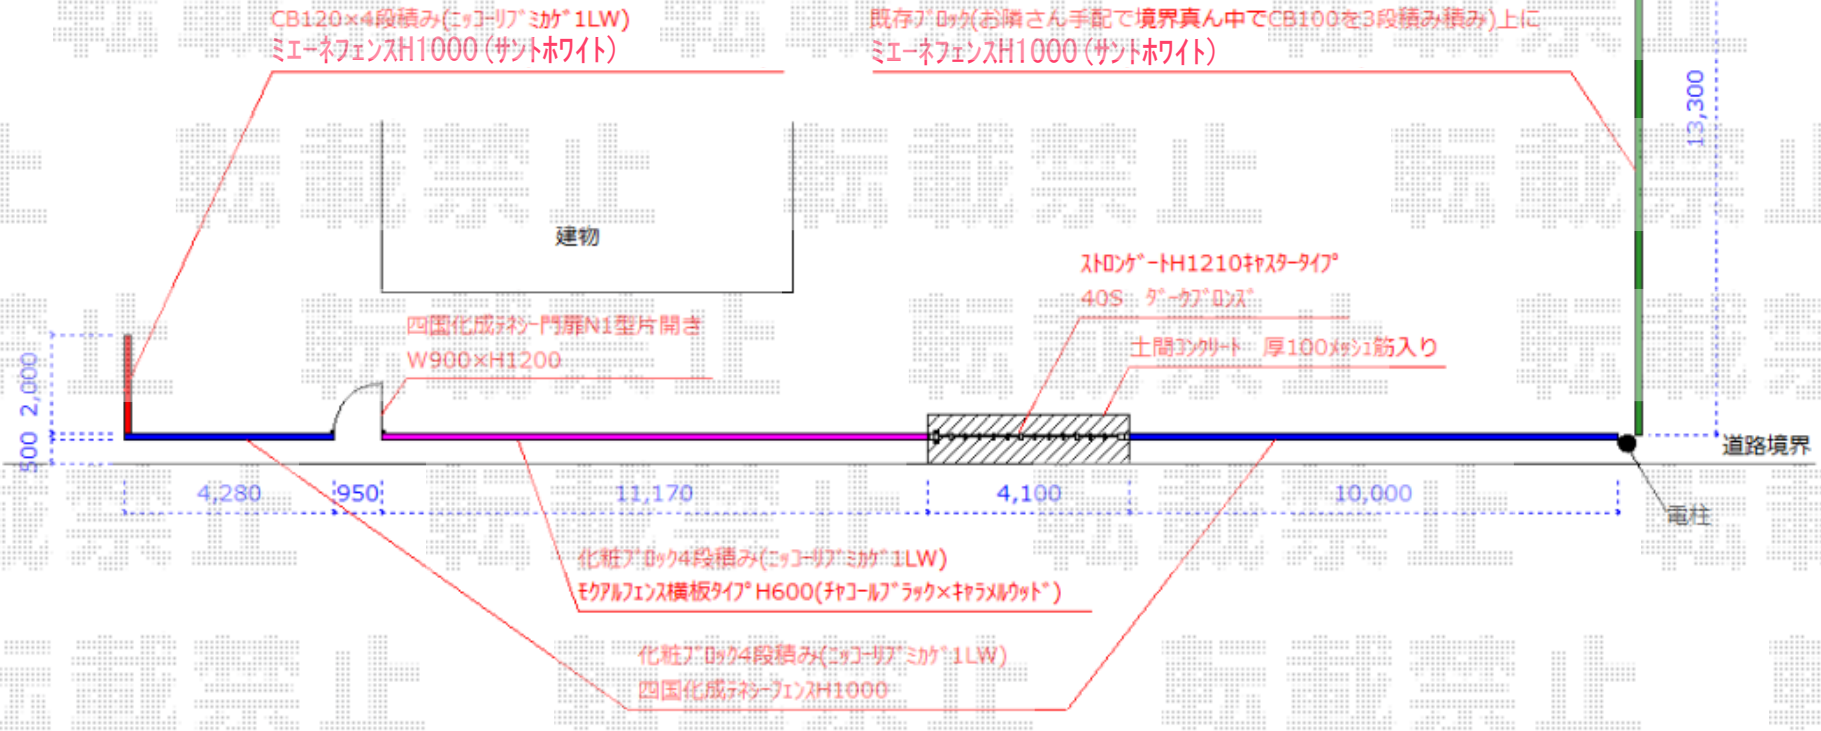 CB120×4段積み(ﾆｯｺｰﾘﾌﾞﾐｶｹﾞ1LW)
ﾐｴｰﾈﾌｪﾝｽH1000 (ｻﾝﾄﾎﾜｲﾄ)
既存ﾌﾞﾛｯｸ(お隣さん手配で境界真ん中でCB100を3段積み積み)上に
ﾐｴｰﾈﾌｪﾝｽH1000 (ｻﾝﾄﾎﾜｲﾄ)
13,300
建物
ｽﾄﾛﾝｹﾞｰﾄH1210ｷｬｽﾀｰﾀｲﾌﾟ
40S ﾀﾞｰｸﾌﾞﾛﾝｽﾞ
四国化成ﾃﾈｼｰ門扉N1型片開き
W900×H1200
土間ｺﾝｸﾘｰﾄ 厚100ﾒｯｼｭ筋入り
2,000
500
道路境界
4,280
950
11,170
4,100
10,000
電柱
化粧ﾌﾞﾛｯｸ4段積み(ﾆｯｺｰﾘﾌﾞﾐｶｹﾞ1LW)
ﾓｸｱﾙﾌｪﾝｽ横板ﾀｲﾌﾟH600(ﾁｬｺｰﾙﾌﾞﾗｯｸ×ｷｬﾗﾒﾙｳｯﾄﾞ)
化粧ﾌﾞﾛｯｸ4段積み(ﾆｯｺｰﾘﾌﾞﾐｶｹﾞ1LW)
四国化成ﾃﾈｼｰﾌｪﾝｽH1000
転載禁止